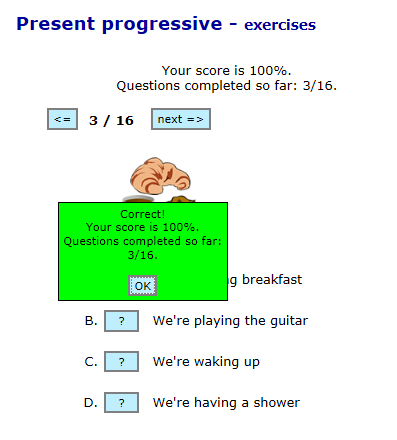 Present progressive - exercises
Your score is 100%.
Questions completed so far: 3/16.
<= 3 / 16 next =>
Correct!
Your score is 100%.
Questions completed so far:
3/16.
OK
breakfast
B. ? We're playing the guitar
C. ? We're waking up
D. ? We're having a shower